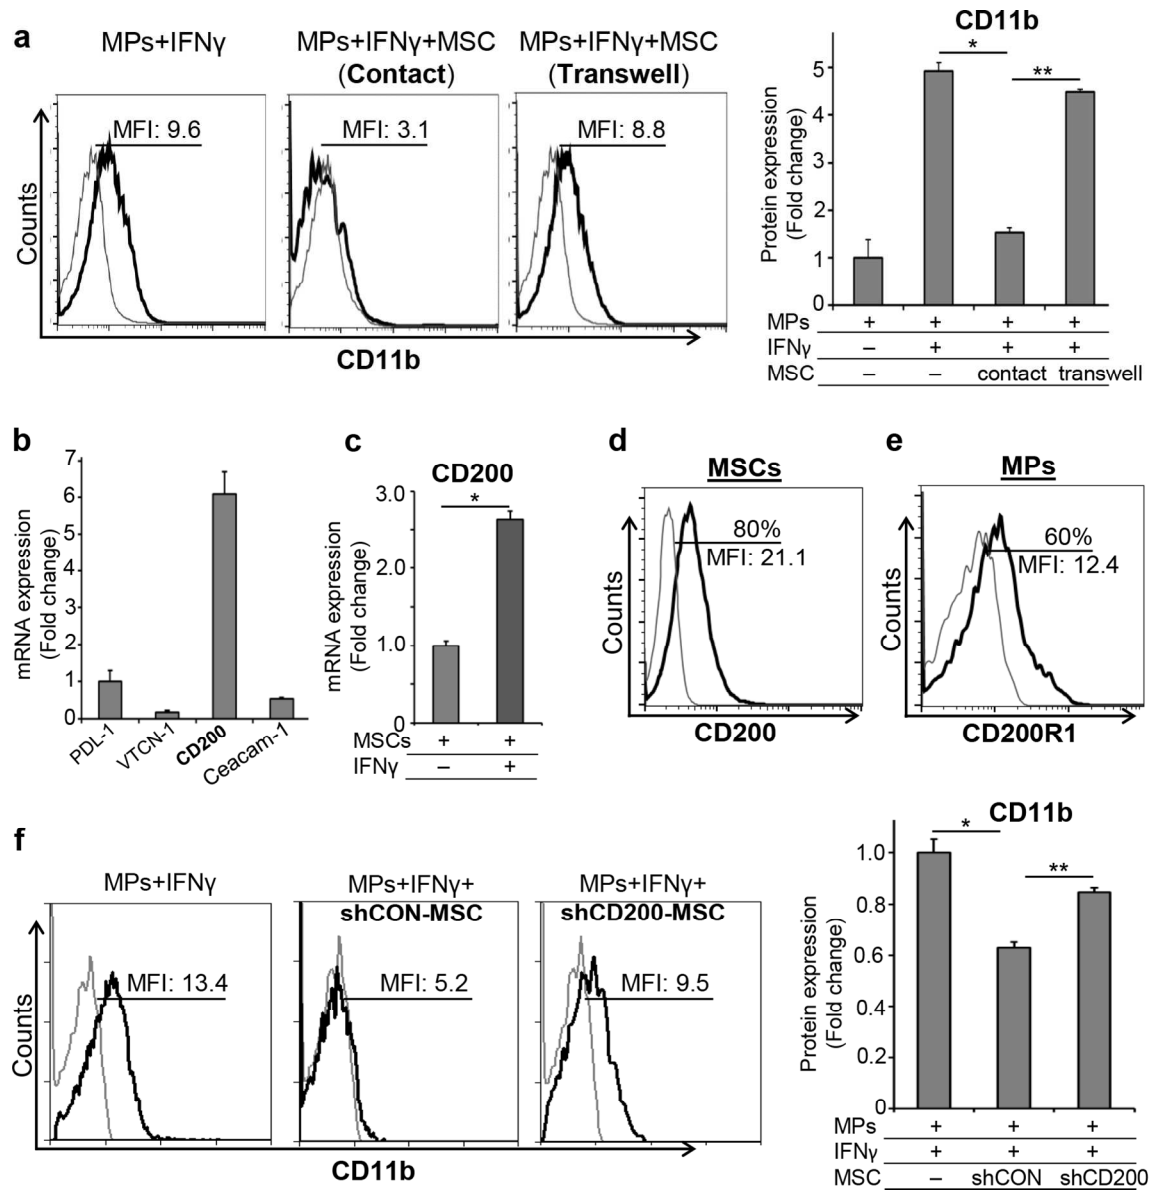 a
MPs+IFNγ
MPs+IFNγ+MSC
(Contact)
MPs+IFNγ+MSC
(Transwell)
MFI: 9.6
MFI: 3.1
MFI: 8.8
Counts
CD11b
CD11b
Protein expression
(Fold change)
5
4
3
2
1
0
*
**
MPs + + + +
IFNγ – + + +
MSC – – contact transwell
b
mRNA expression
(Fold change)
7
6
5
4
3
2
1
0
PDL-1
VTCN-1
CD200
Ceacam-1
c
CD200
mRNA expression
(Fold change)
3.0
2.0
1.0
0
*
MSCs + +
IFNγ – +
d
MSCs
80%
MFI: 21.1
Counts
CD200
e
MPs
60%
MFI: 12.4
Counts
CD200R1
f
MPs+IFNγ
MPs+IFNγ+
shCON-MSC
MPs+IFNγ+
shCD200-MSC
MFI: 13.4
MFI: 5.2
MFI: 9.5
Counts
CD11b
CD11b
Protein expression
(Fold change)
1.0
0.8
0.6
0.4
0.2
0
*
**
MPs + + +
IFNγ + + +
MSC – shCON shCD200